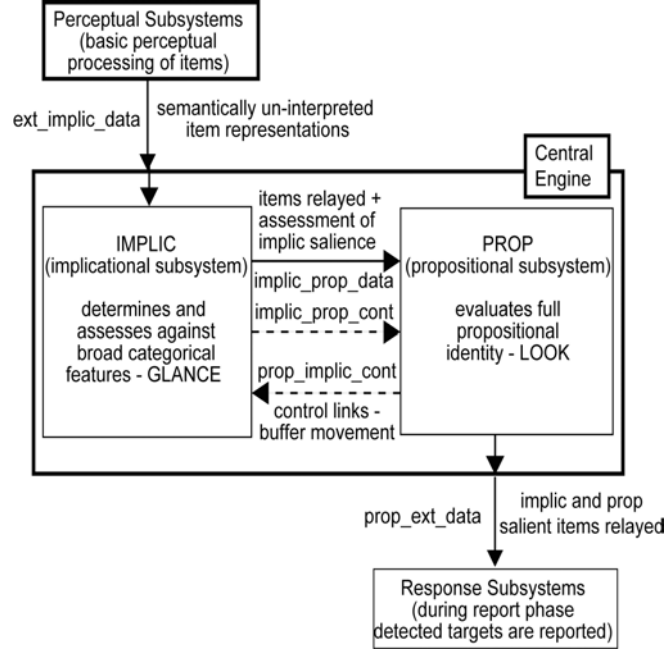 Perceptual Subsystems
(basic perceptual
processing of items)
ext_implic_data
semantically un-interpreted
item representations
Central
Engine
IMPLIC
(implicational subsystem)
determines and
assesses against
broad categorical
features - GLANCE
items relayed +
assessment of
implic salience
implic_prop_data
implic_prop_cont
prop_implic_cont
control links -
buffer movement
PROP
(propositional subsystem)
evaluates full
propositional
identity - LOOK
prop_ext_data
implic and prop
salient items relayed
Response Subsystems
(during report phase
detected targets are reported)